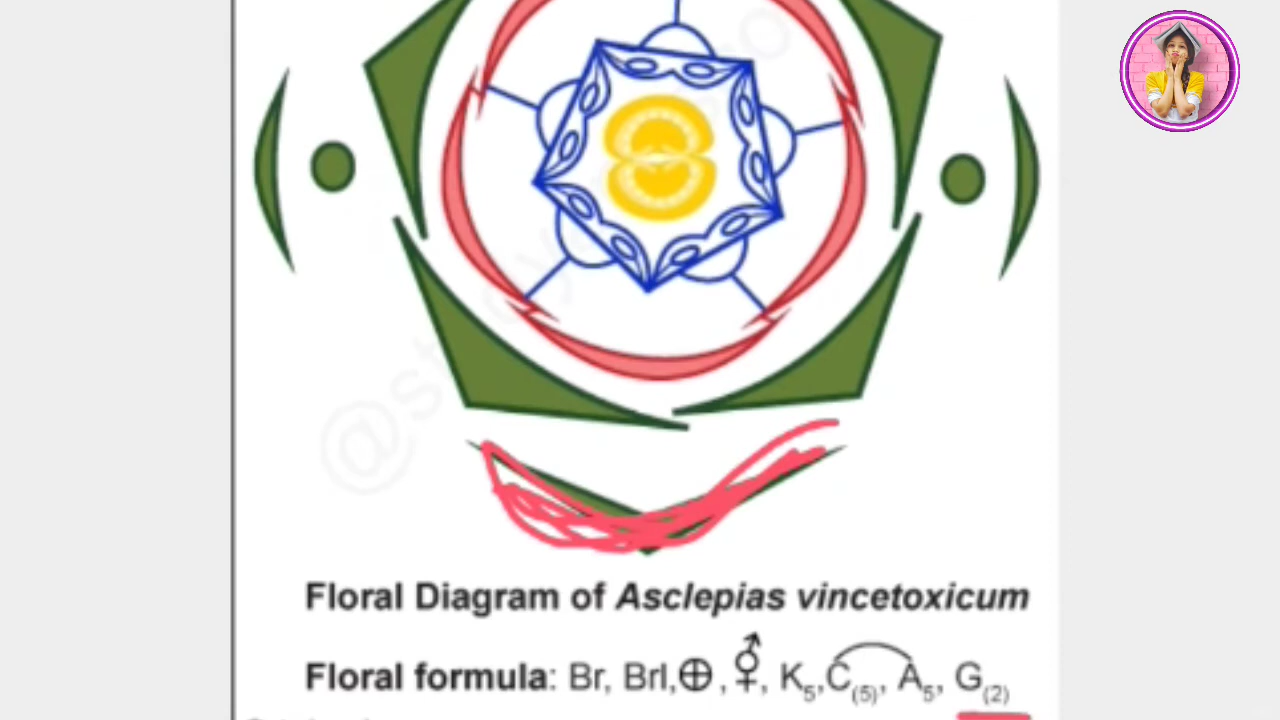 Floral Diagram of Asclepias vincetoxicum
Floral formula: Br, Brl,⊕, ⚥, K5, C(5), A5, G(2)